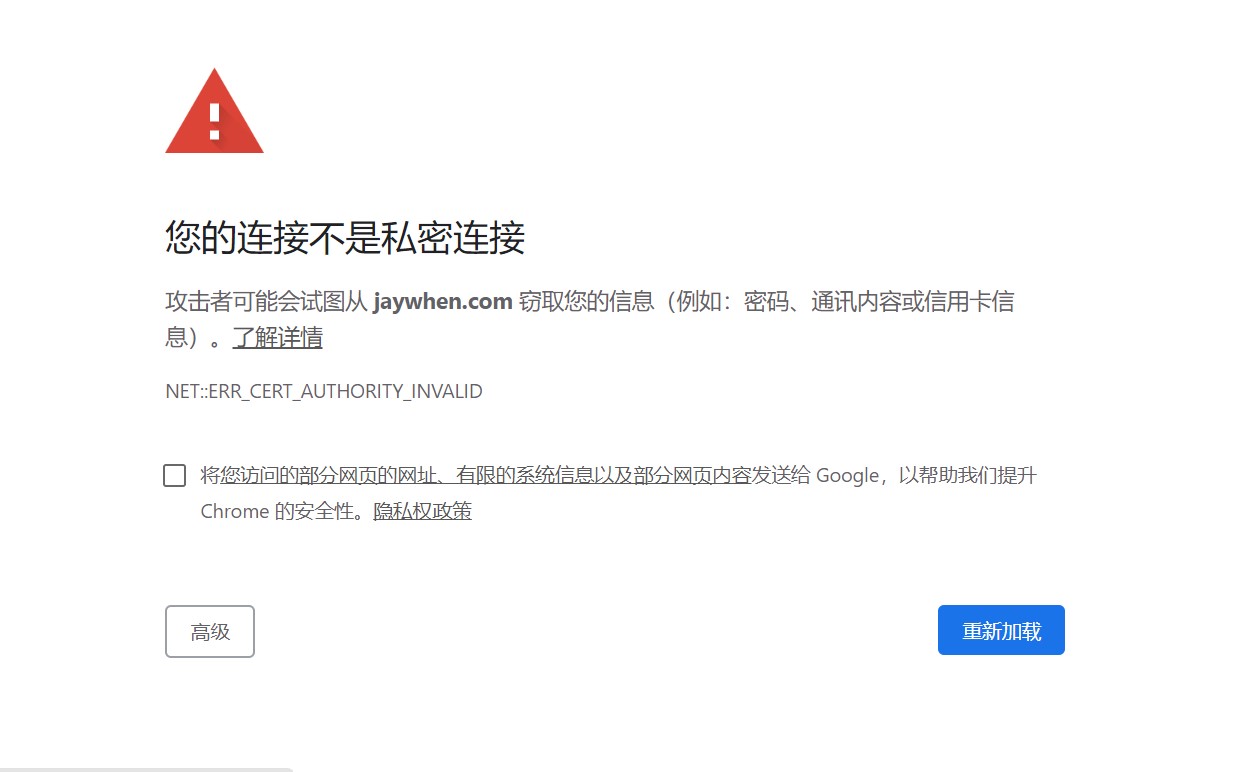 您的连接不是私密连接
攻击者可能会试图从 jaywhen.com 窃取您的信息（例如：密码、通讯内容或信用卡信
息）。了解详情
NET::ERR_CERT_AUTHORITY_INVALID
将您访问的部分网页的网址、有限的系统信息以及部分网页内容发送给 Google，以帮助我们提升
Chrome 的安全性。隐私权政策
高级
重新加载